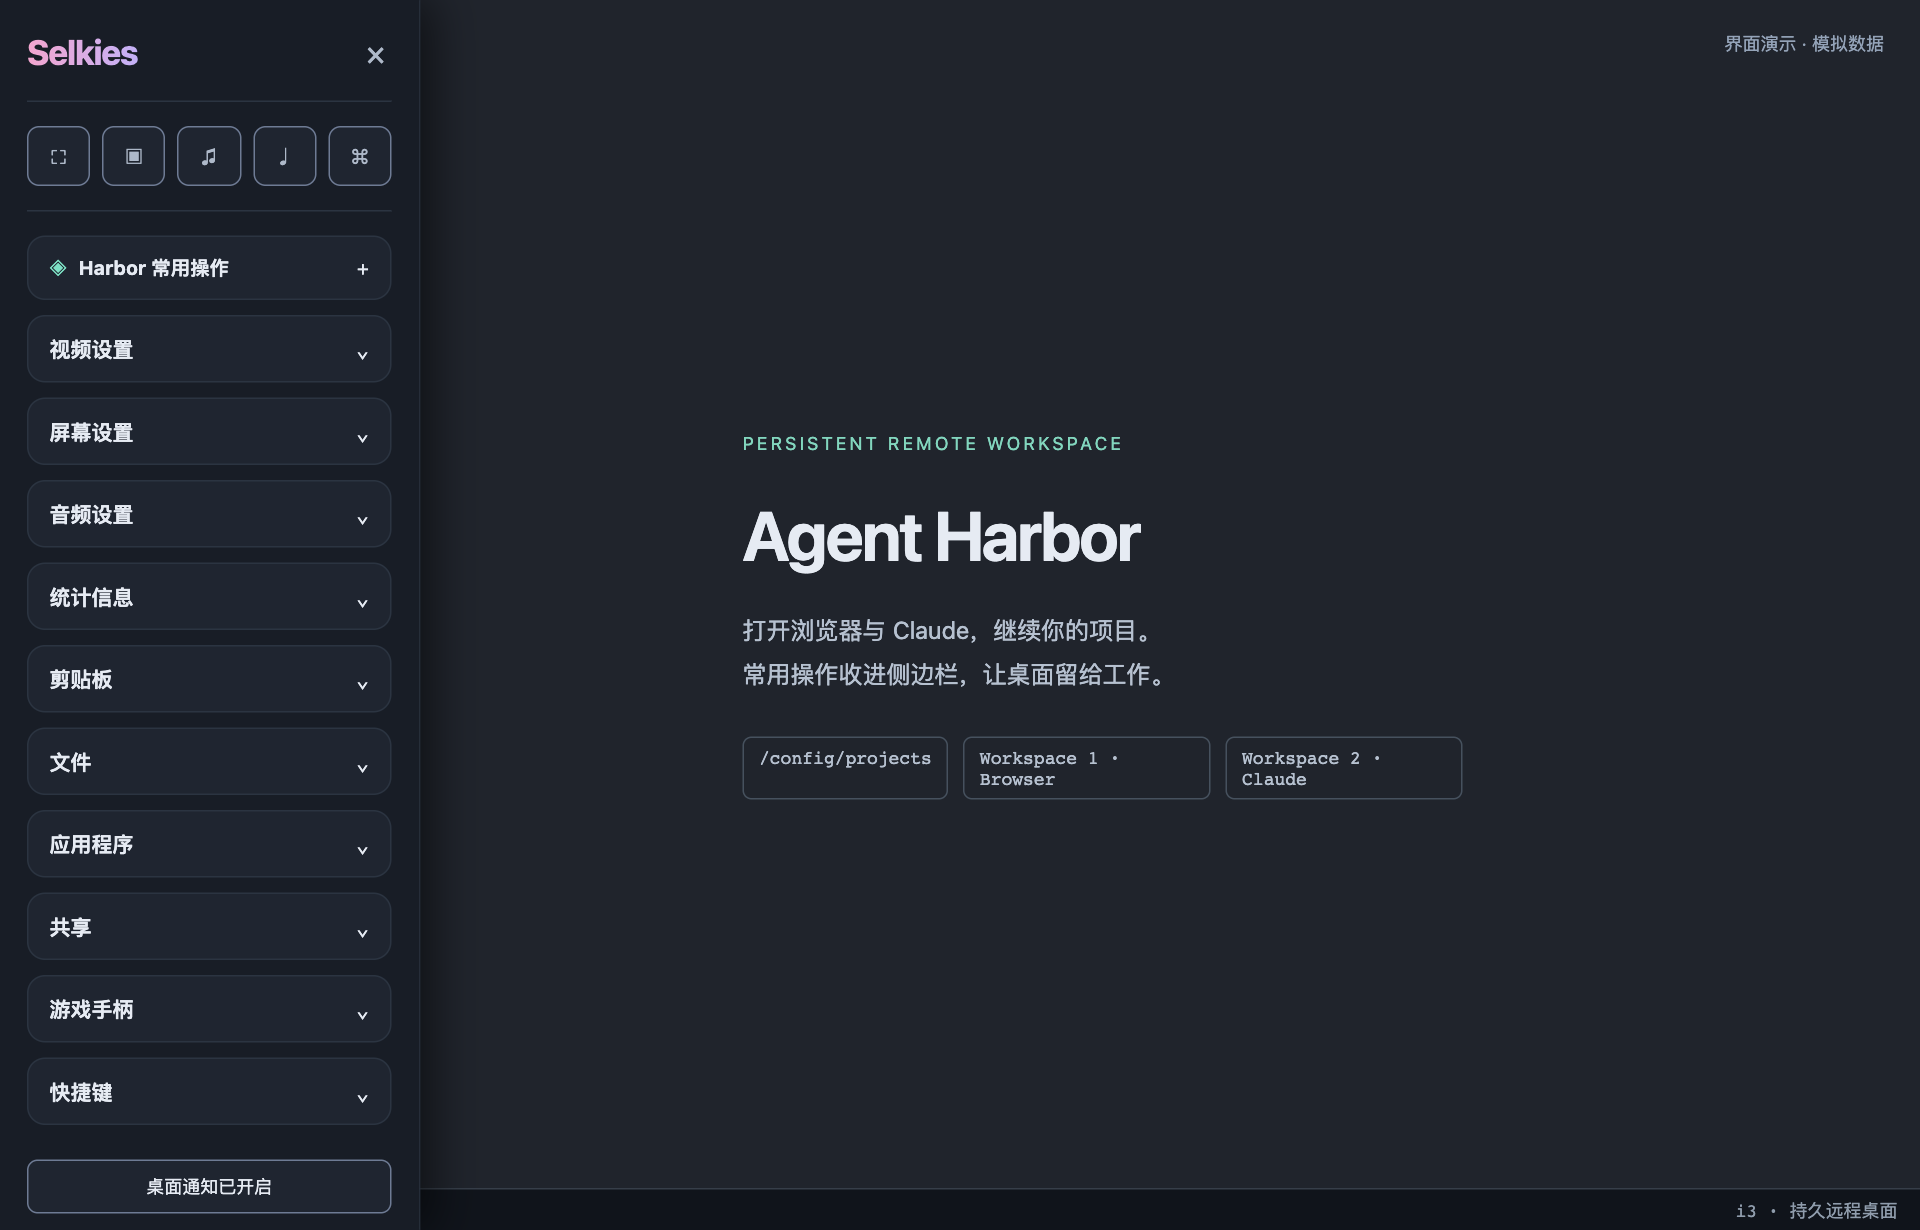 Selkies
×
Harbor 常用操作
+
视频设置
屏幕设置
音频设置
统计信息
剪贴板
文件
应用程序
共享
游戏手柄
快捷键
桌面通知已开启
界面演示 · 模拟数据
PERSISTENT REMOTE WORKSPACE
Agent Harbor
打开浏览器与 Claude，继续你的项目。
常用操作收进侧边栏，让桌面留给工作。
/config/projects
Workspace 1 ·
Browser
Workspace 2 ·
Claude
i3 · 持久远程桌面